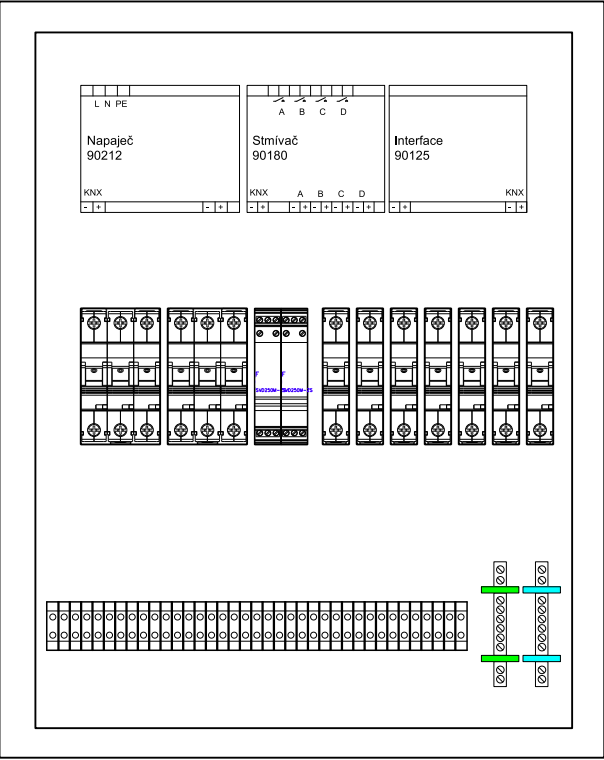 L N PE
Napaječ
90212
KNX
- +
- +
A B C D
Stmívač
90180
KNX A B C D
- + - + - + - + - +
Interface
90125
KNX
- +
- +
F F